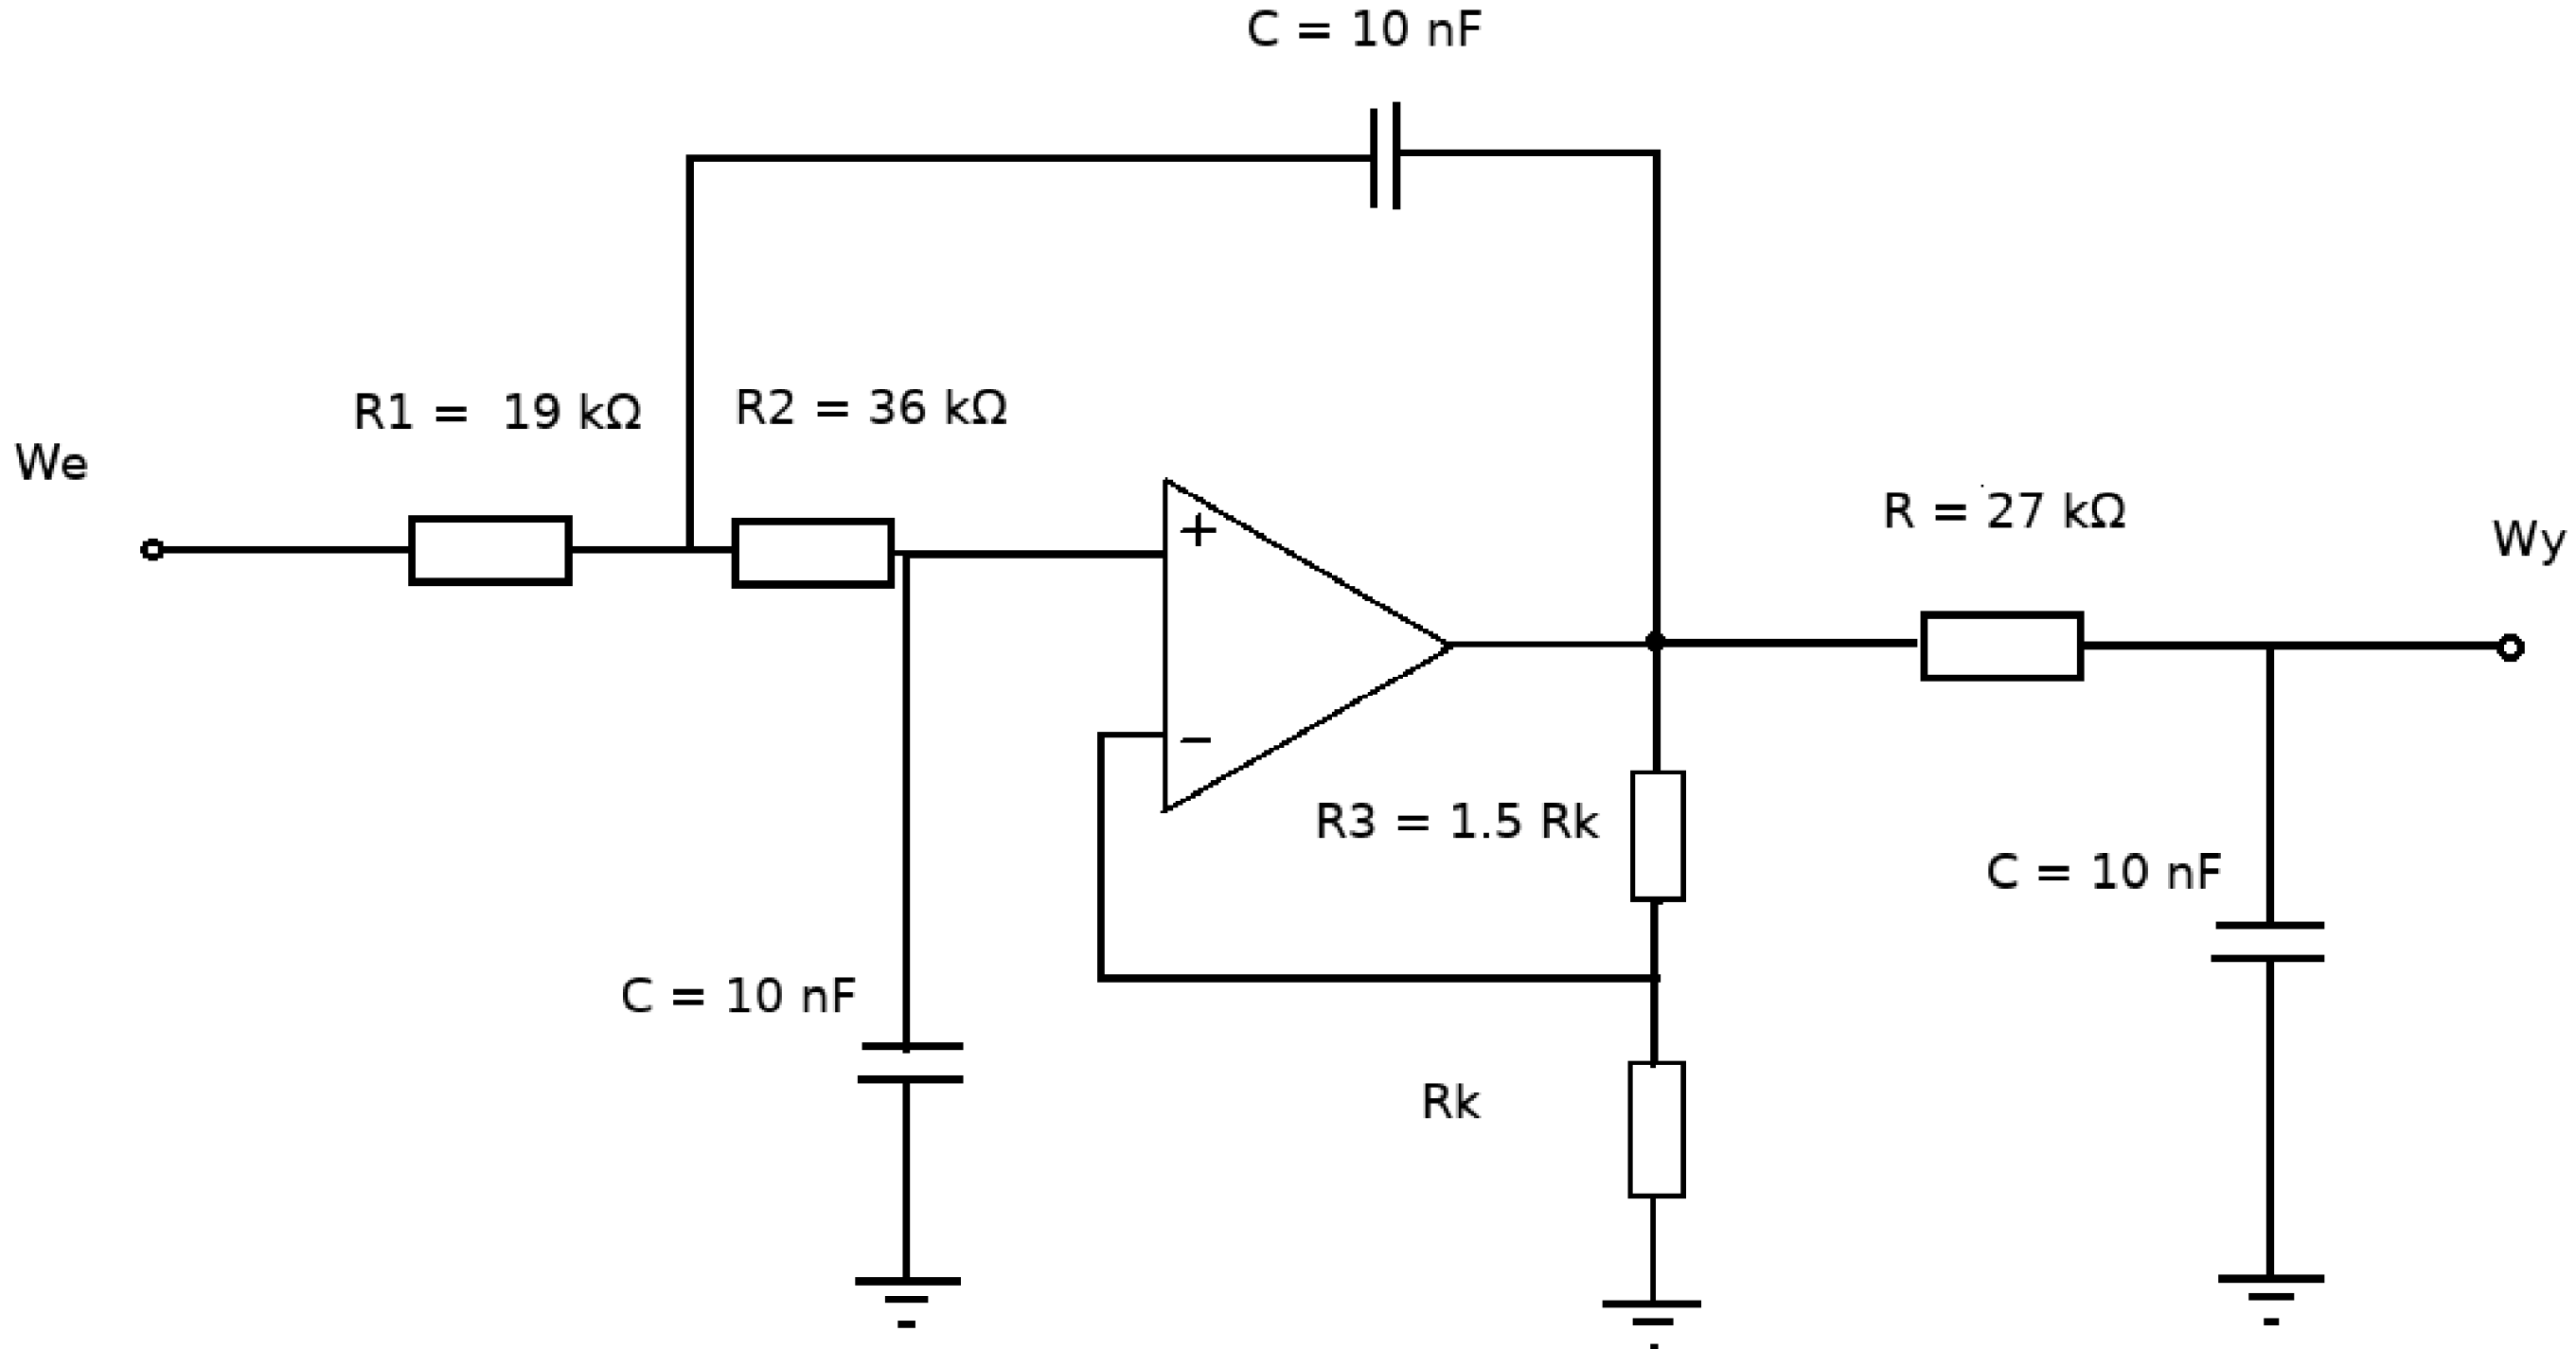 C = 10 nF
R1 =  19 kΩ
R2 = 36 kΩ
We
+
R = 27 kΩ
Wy
−
R3 = 1.5 Rk
C = 10 nF
C = 10 nF
Rk